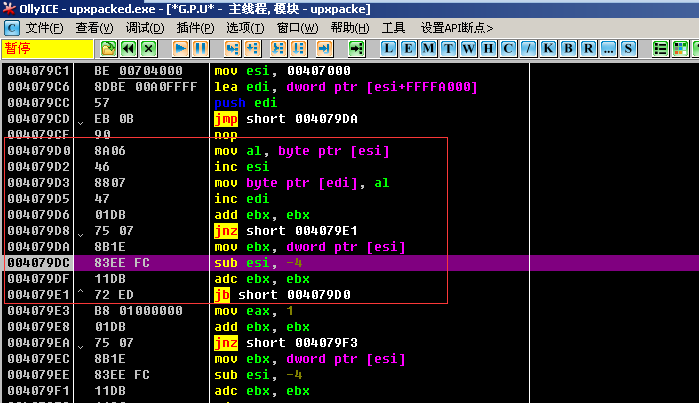 OllyICE - upxpacked.exe - [*G.P.U* - 主线程, 模块 - upxpacke]
C 文件(F) 查看(V) 调试(D) 插件(P) 选项(T) 窗口(W) 帮助(H) 工具 设置API断点>
暂停 L E M T W H C / K B R ... S
004079C1 BE 00704000 mov esi, 00407000
004079C6 8DBE 00A0FFFF lea edi, dword ptr [esi+FFFFA000]
004079CC 57 push edi
004079CD EB 0B jmp short 004079DA
004079CF 90 nop
004079D0 8A06 mov al, byte ptr [esi]
004079D2 46 inc esi
004079D3 8807 mov byte ptr [edi], al
004079D5 47 inc edi
004079D6 01DB add ebx, ebx
004079D8 75 07 jnz short 004079E1
004079DA 8B1E mov ebx, dword ptr [esi]
004079DC 83EE FC sub esi, -4
004079DF 11DB adc ebx, ebx
004079E1 72 ED jb short 004079D0
004079E3 B8 01000000 mov eax, 1
004079E8 01DB add ebx, ebx
004079EA 75 07 jnz short 004079F3
004079EC 8B1E mov ebx, dword ptr [esi]
004079EE 83EE FC sub esi, -4
004079F1 11DB adc ebx, ebx